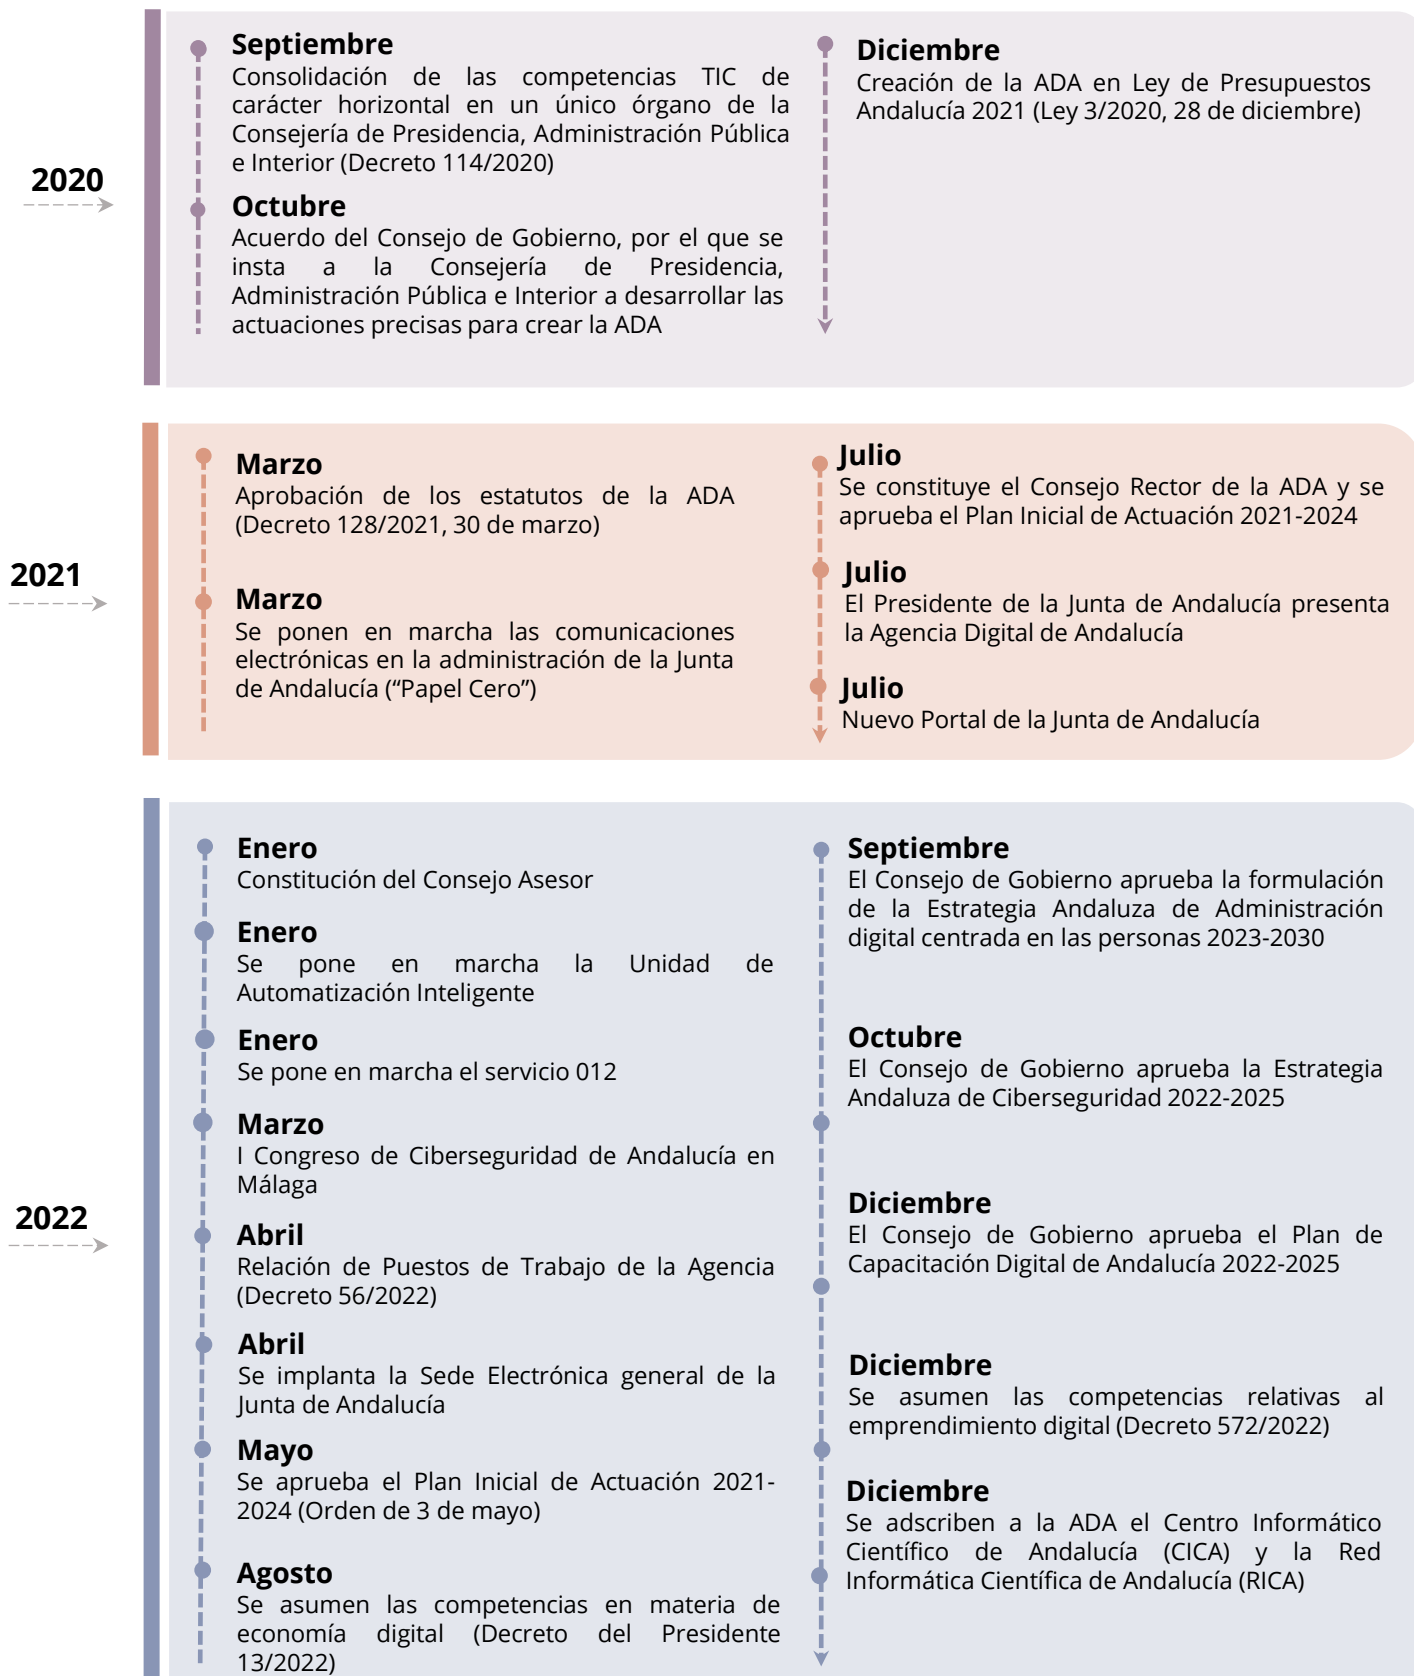 2020
Septiembre
Consolidación de las competencias TIC de
carácter horizontal en un único órgano de la
Consejería de Presidencia, Administración Pública
e Interior (Decreto 114/2020)
Octubre
Acuerdo del Consejo de Gobierno, por el que se
insta a la Consejería de Presidencia,
Administración Pública e Interior a desarrollar las
actuaciones precisas para crear la ADA
Diciembre
Creación de la ADA en Ley de Presupuestos
Andalucía 2021 (Ley 3/2020, 28 de diciembre)
2021
Marzo
Aprobación de los estatutos de la ADA
(Decreto 128/2021, 30 de marzo)
Marzo
Se ponen en marcha las comunicaciones
electrónicas en la administración de la Junta
de Andalucía (“Papel Cero”)
Julio
Se constituye el Consejo Rector de la ADA y se
aprueba el Plan Inicial de Actuación 2021-2024
Julio
El Presidente de la Junta de Andalucía presenta
la Agencia Digital de Andalucía
Julio
Nuevo Portal de la Junta de Andalucía
2022
Enero
Constitución del Consejo Asesor
Enero
Se pone en marcha la Unidad de
Automatización Inteligente
Enero
Se pone en marcha el servicio 012
Marzo
I Congreso de Ciberseguridad de Andalucía en
Málaga
Abril
Relación de Puestos de Trabajo de la Agencia
(Decreto 56/2022)
Abril
Se implanta la Sede Electrónica general de la
Junta de Andalucía
Mayo
Se aprueba el Plan Inicial de Actuación 2021-
2024 (Orden de 3 de mayo)
Agosto
Se asumen las competencias en materia de
economía digital (Decreto del Presidente
13/2022)
Septiembre
El Consejo de Gobierno aprueba la formulación
de la Estrategia Andaluza de Administración
digital centrada en las personas 2023-2030
Octubre
El Consejo de Gobierno aprueba la Estrategia
Andaluza de Ciberseguridad 2022-2025
Diciembre
El Consejo de Gobierno aprueba el Plan de
Capacitación Digital de Andalucía 2022-2025
Diciembre
Se asumen las competencias relativas al
emprendimiento digital (Decreto 572/2022)
Diciembre
Se adscriben a la ADA el Centro Informático
Científico de Andalucía (CICA) y la Red
Informática Científica de Andalucía (RICA)